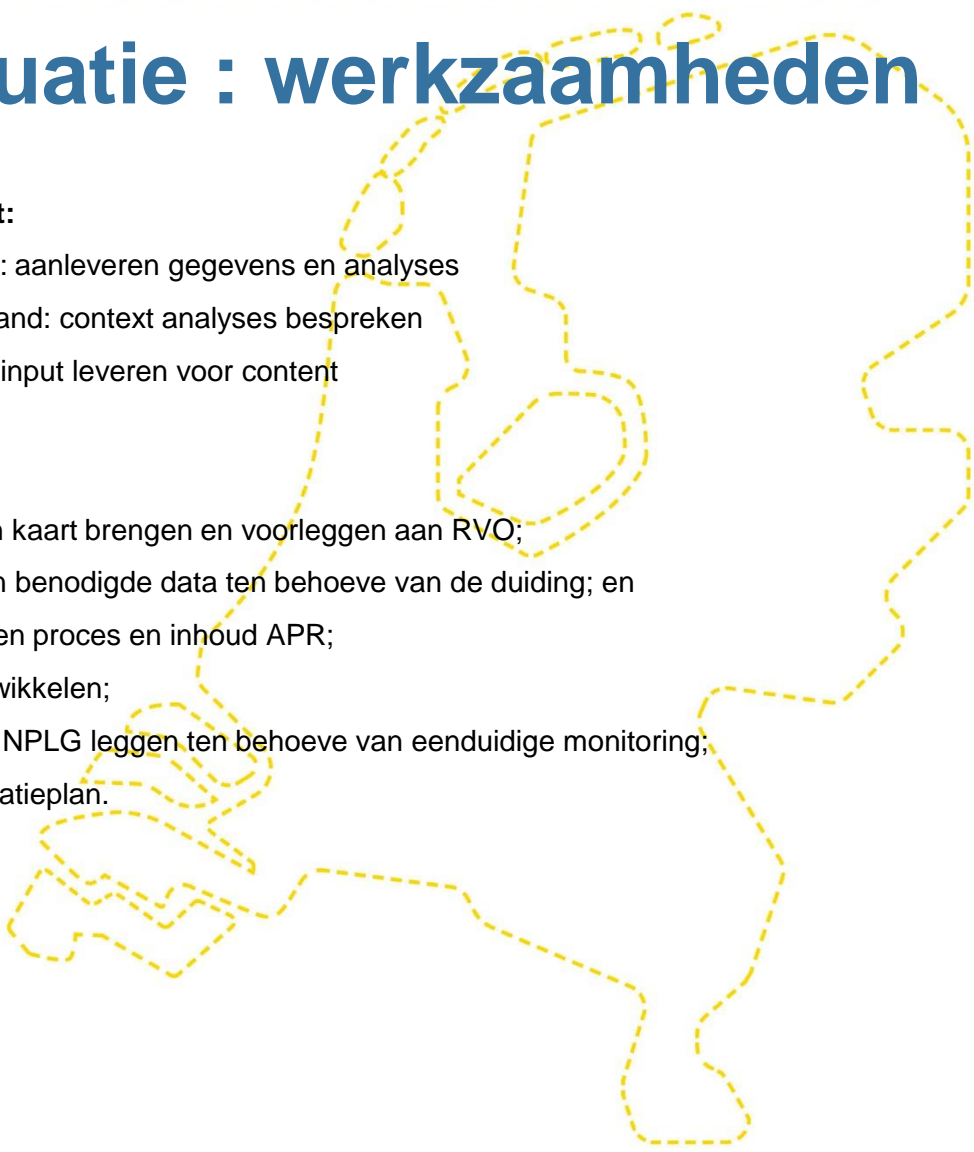 uatie : werkzaamheden
t:
: aanleveren gegevens en analyses
and: context analyses bespreken
input leveren voor content
kaart brengen en voorleggen aan RVO;
benodigde data ten behoeve van de duiding; en
en proces en inhoud APR;
wikkelen;
NPLG leggen ten behoeve van eenduidige monitoring;
atieplan.